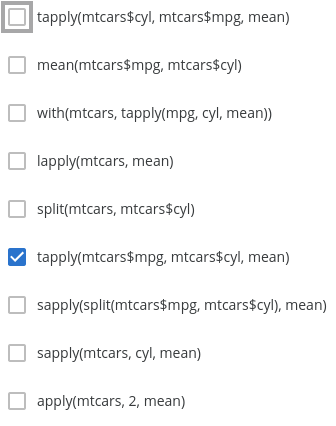 tapply(mtcars$cyl, mtcars$mpg, mean)
mean(mtcars$mpg, mtcars$cyl)
with(mtcars, tapply(mpg, cyl, mean))
lapply(mtcars, mean)
split(mtcars, mtcars$cyl)
tapply(mtcars$mpg, mtcars$cyl, mean)
sapply(split(mtcars$mpg, mtcars$cyl), mean)
sapply(mtcars, cyl, mean)
apply(mtcars, 2, mean)